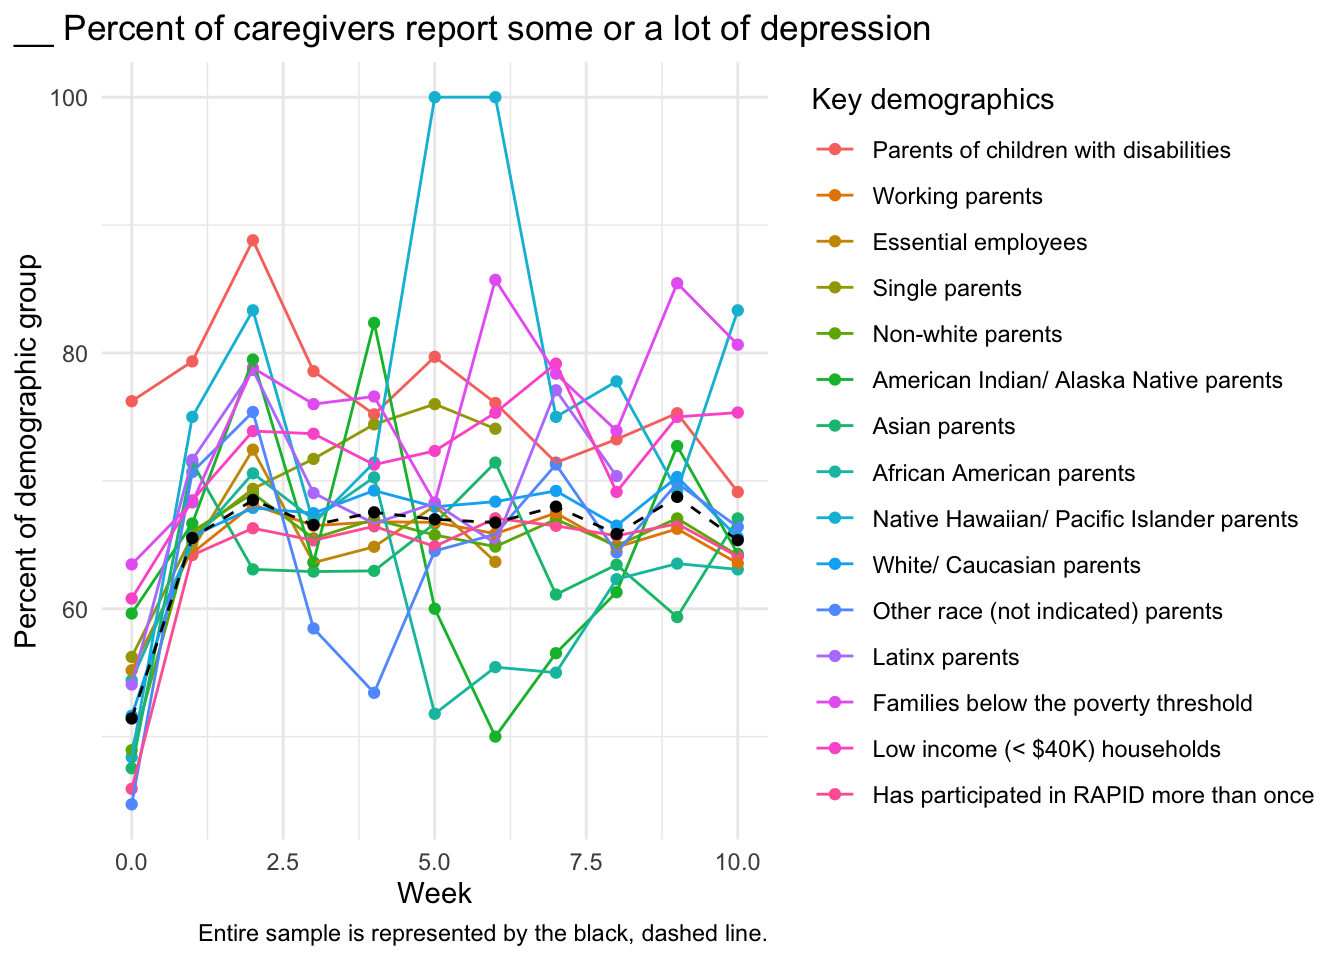 __ Percent of caregivers report some or a lot of depression
Percent of demographic group
100
80
60
0.0 2.5 5.0 7.5 10.0
Week
Entire sample is represented by the black, dashed line.
Key demographics
Parents of children with disabilities
Working parents
Essential employees
Single parents
Non-white parents
American Indian/ Alaska Native parents
Asian parents
African American parents
Native Hawaiian/ Pacific Islander parents
White/ Caucasian parents
Other race (not indicated) parents
Latinx parents
Families below the poverty threshold
Low income (< $40K) households
Has participated in RAPID more than once